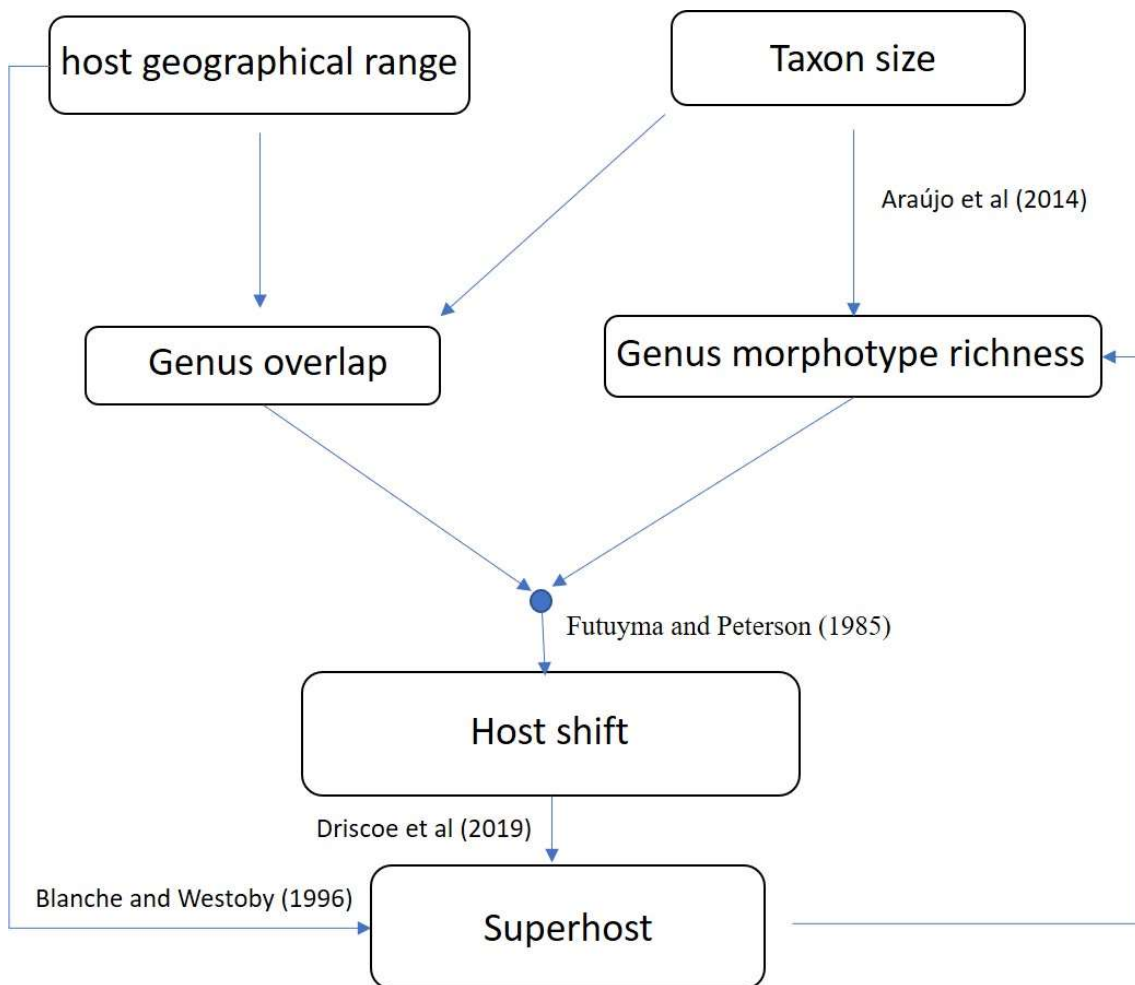 host geographical range
Taxon size
Araújo et al (2014)
Genus overlap
Genus morphotype richness
Futuyma and Peterson (1985)
Host shift
Driscoe et al (2019)
Blanche and Westoby (1996)
Superhost